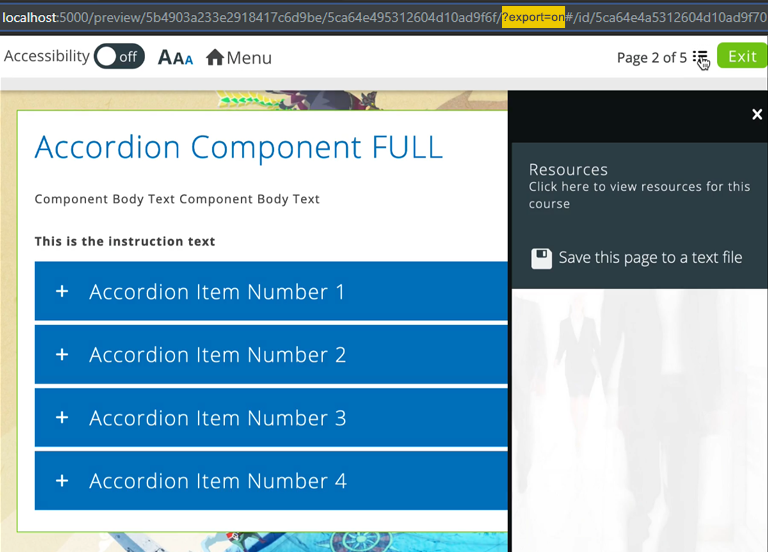 localhost:5000/preview/5b4903a233e2918417c6d9be/5ca64e495312604d10ad9f6f/?export=on#/id/5ca64e4a5312604d10ad9f70
Accessibility off AAA Menu Page 2 of 5 Exit
Accordion Component FULL
Component Body Text Component Body Text
This is the instruction text
+ Accordion Item Number 1
+ Accordion Item Number 2
+ Accordion Item Number 3
+ Accordion Item Number 4
x
Resources
Click here to view resources for this
course
Save this page to a text file